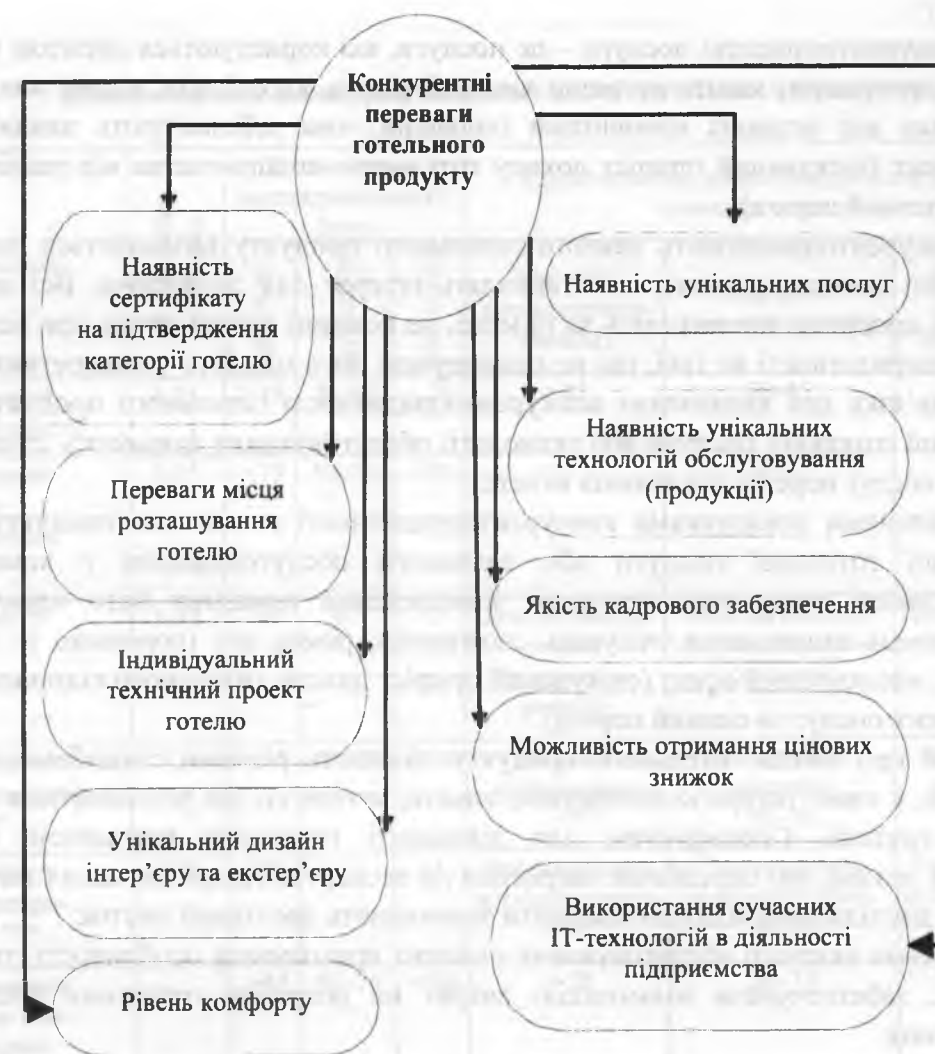 Конкурентні
переваги
готельного
продукту
Наявність
сертифікату
на підтвердження
категорії готелю
Переваги місця
розташування
готелю
Індивідуальний
технічний проект
готелю
Унікальний дизайн
інтер’єру та екстер’єру
Рівень комфорту
Наявність унікальних послуг
Наявність унікальних
технологій обслуговування
(продукції)
Якість кадрового забезпечення
Можливість отримання цінових
знижок
Використання сучасних
ІТ-технологій в діяльності
підприємства